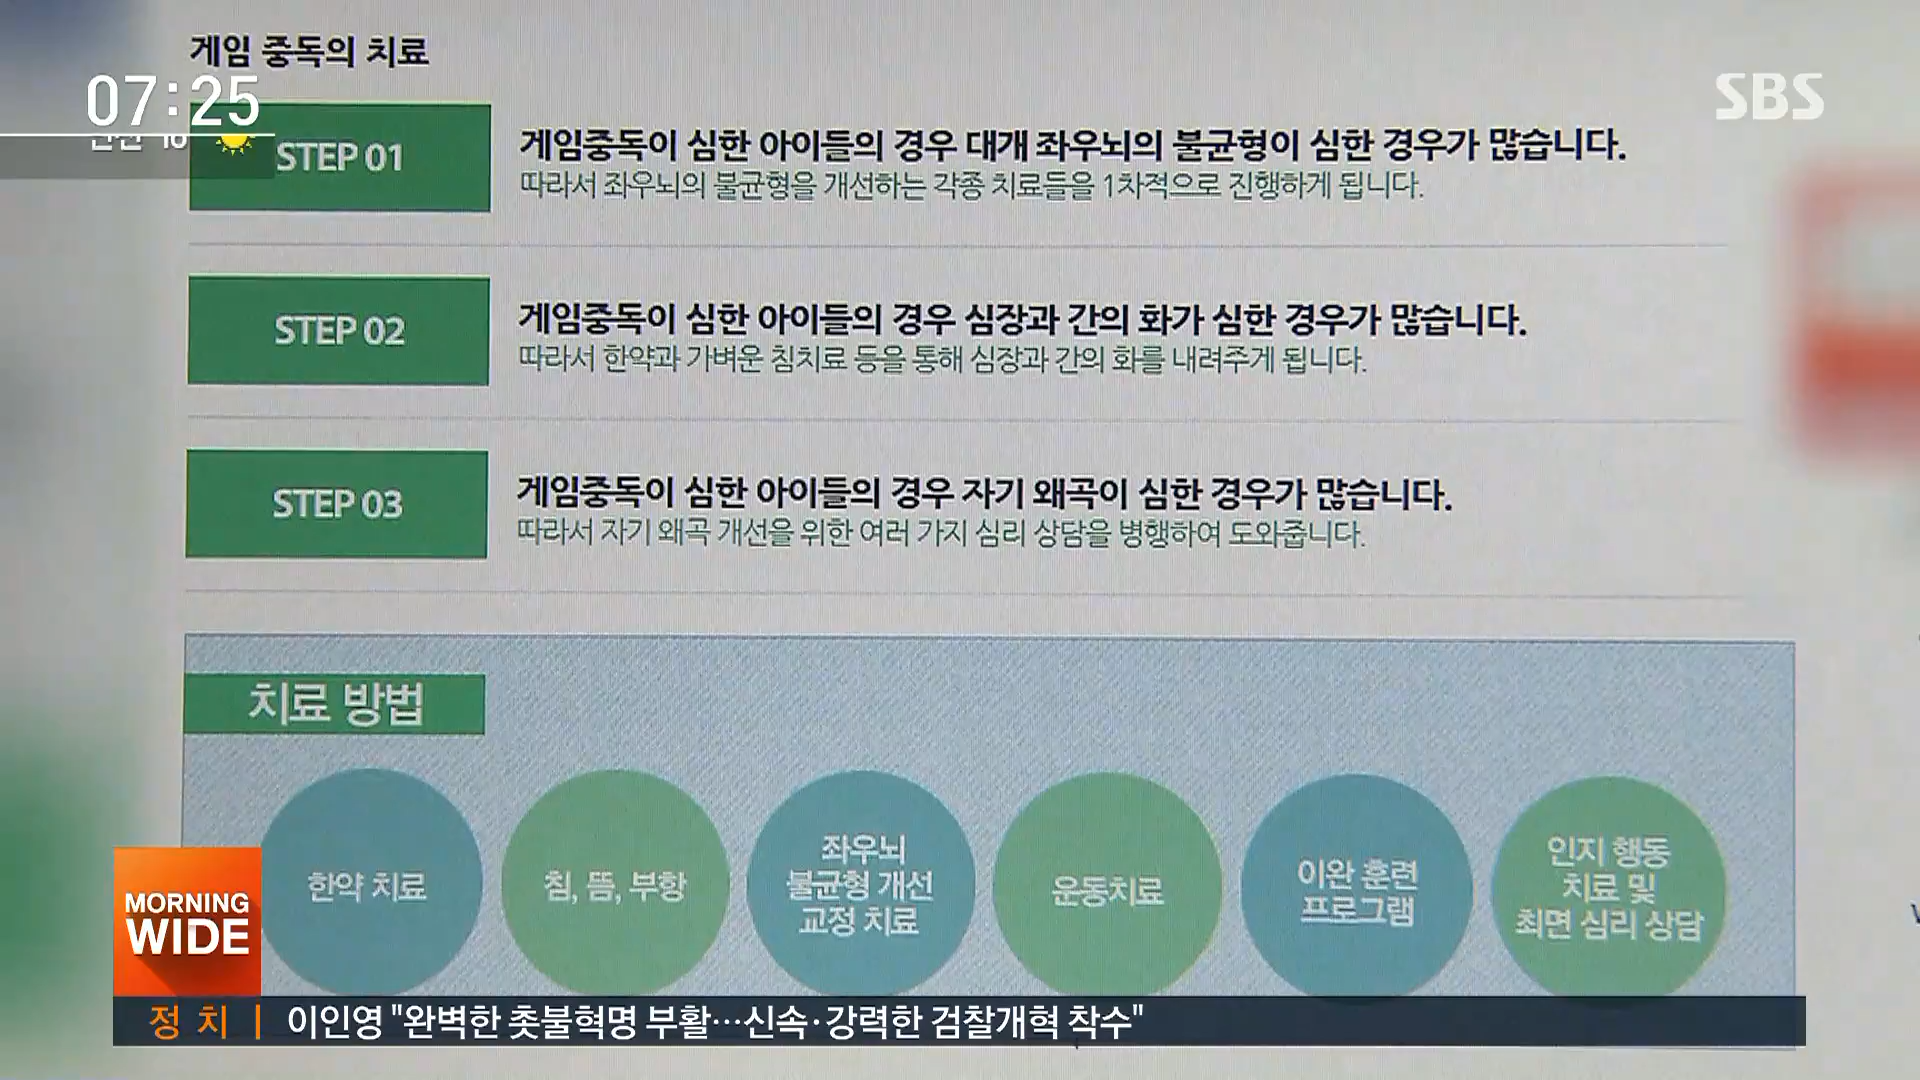 게임 중독의 치료
07:25
SBS
STEP 01
게임중독이 심한 아이들의 경우 대개 좌우뇌의 불균형이 심한 경우가 많습니다.
따라서 좌우뇌의 불균형을 개선하는 각종 치료들을 1차적으로 진행하게 됩니다.
STEP 02
게임중독이 심한 아이들의 경우 심장과 간의 화가 심한 경우가 많습니다.
따라서 한약과 가벼운 침치료 등을 통해 심장과 간의 화를 내려주게 됩니다.
STEP 03
게임중독이 심한 아이들의 경우 자기 왜곡이 심한 경우가 많습니다.
따라서 자기 왜곡 개선을 위한 여러 가지 심리 상담을 병행하여 도와줍니다.
치료 방법
한약 치료
침, 뜸, 부항
좌우뇌
불균형 개선
교정 치료
운동치료
이완 훈련
프로그램
인지 행동
치료 및
최면 심리 상담
MORNING
WIDE
정치 | 이인영 "완벽한 촛불혁명 부활…신속·강력한 검찰개혁 착수"